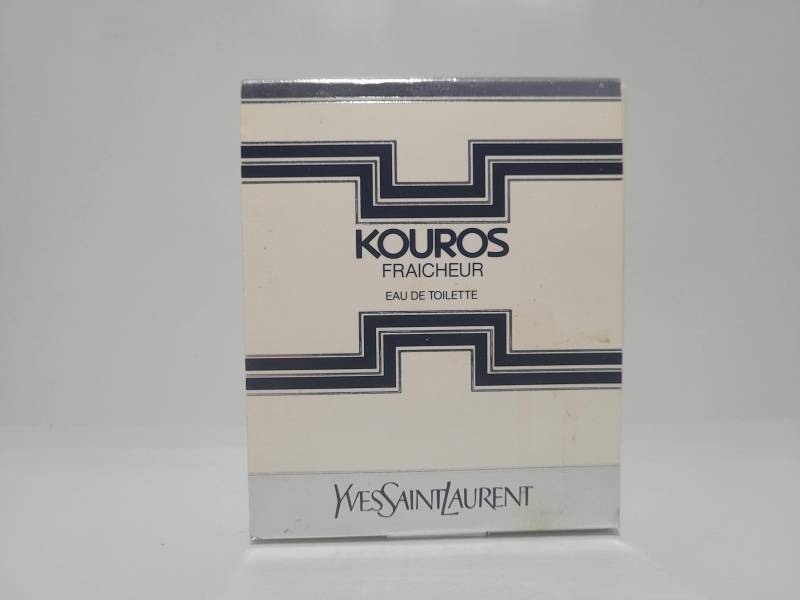 KOUROS
FRAICHEUR
EAU DE TOILETTE
YVESSAINTLAURENT